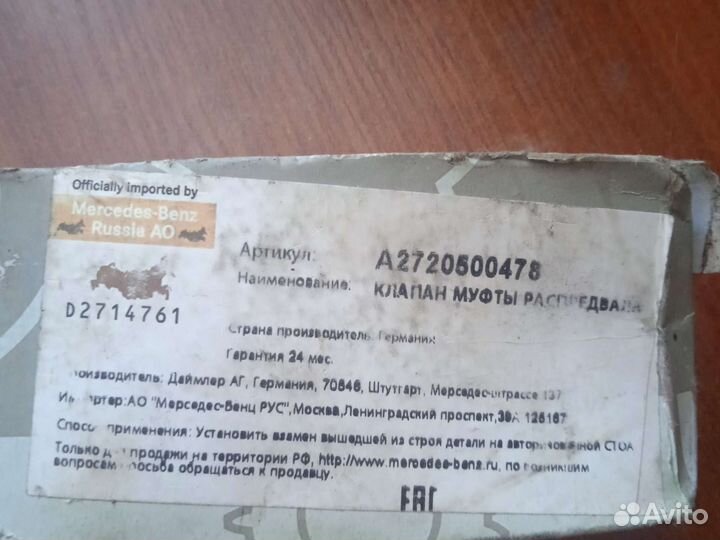 Officially imported by
Mercedes-Benz
Russia AO
D2714761
Артикул: A2720500478
Наименование: КЛАПАН МУФТЫ РАСПРЕДВАЛА
Страна производитель: Германия
Гарантия 24 мес.
Производитель: Даймлер АГ, Германия, 70546, Штутгарт, Мерседес-штрассе 137
Импортер:АО "Мерседес-Бенц РУС",Москва,Ленинградский проспект,39А 125167
Способ применения: Установить взамен вышедшей из строя детали на авторизованной СТОА
Только для продажи на территории РФ, http://www.mercedes-benz.ru, по возникшим
вопросам просьба обращаться к продавцу.
EAC
Avito